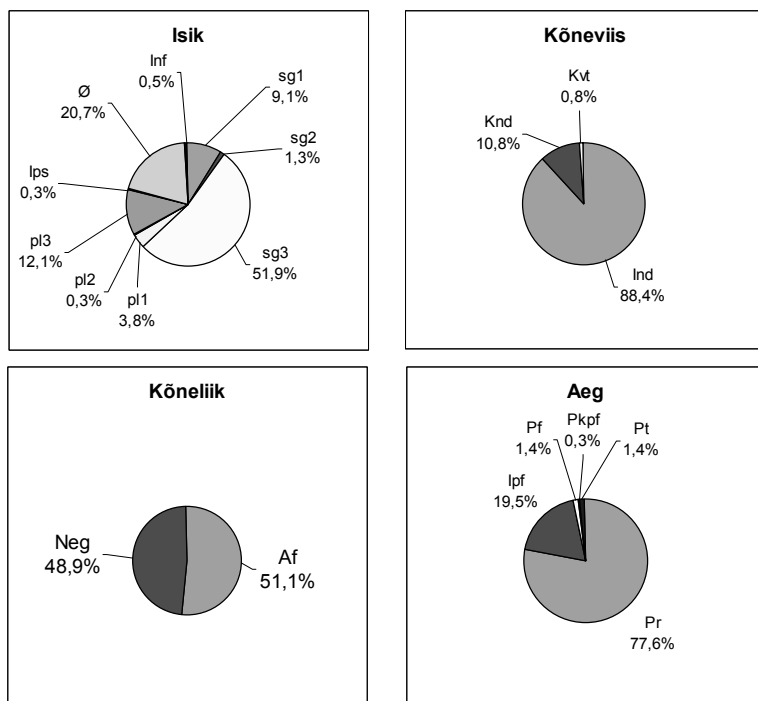 Isik
Inf
0,5%
sg1
9,1%
sg2
1,3%
sg3
51,9%
pl1
3,8%
pl2
0,3%
pl3
12,1%
Ips
0,3%
Ø
20,7%
Kõneviis
Kvt
0,8%
Knd
10,8%
Ind
88,4%
Kõneliik
Neg
48,9%
Af
51,1%
Aeg
Pf
1,4%
Pkpf
0,3%
Pt
1,4%
Ipf
19,5%
Pr
77,6%